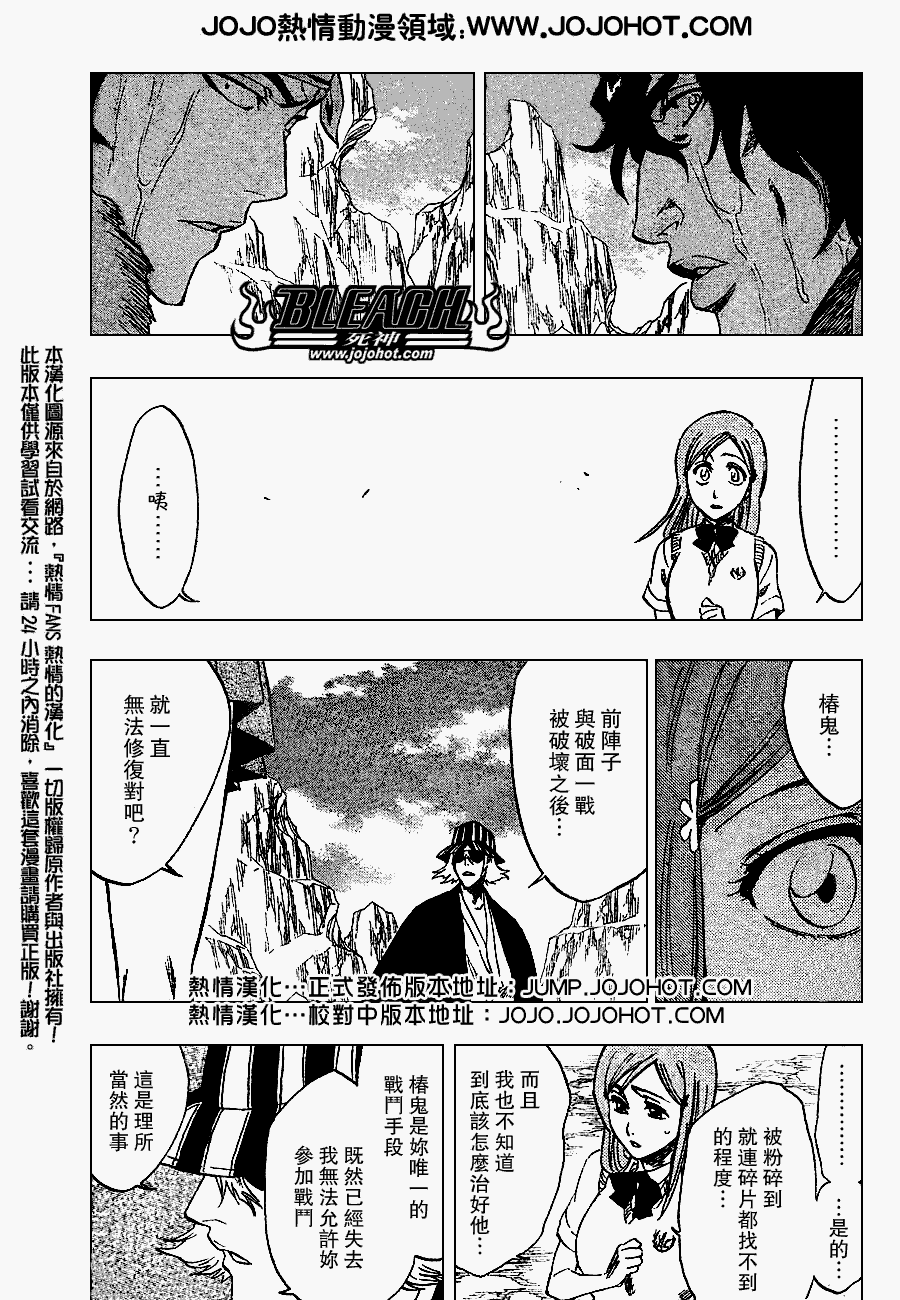 JOJO熱情動漫領域:WWW.JOJOHOT.COM
BLEACH
死神
www.jojohot.com
…………
…咦………
椿鬼…
前陣子
與破面一戰
被破壞之後…
就一直
無法修復對吧？
熱情漢化…正式發佈版本地址：JUMP.JOJOHOT.COM
熱情漢化…校對中版本地址：JOJO.JOJOHOT.COM
………
…是的…
被粉碎到
就連碎片都找不到
的程度…
而且
我也不知道
到底該怎麼治好他…
椿鬼是妳唯一的
戰鬥手段
既然已經失去
我無法允許妳
參加戰鬥
這是理所
當然的事
本漢化圖源來自於網路，『熱情FANS熱情的漢化』一切版權歸原作者與出版社擁有！
此版本僅供學習試看交流…請24小時之內消除，喜歡這套漫畫請購買正版！謝謝。